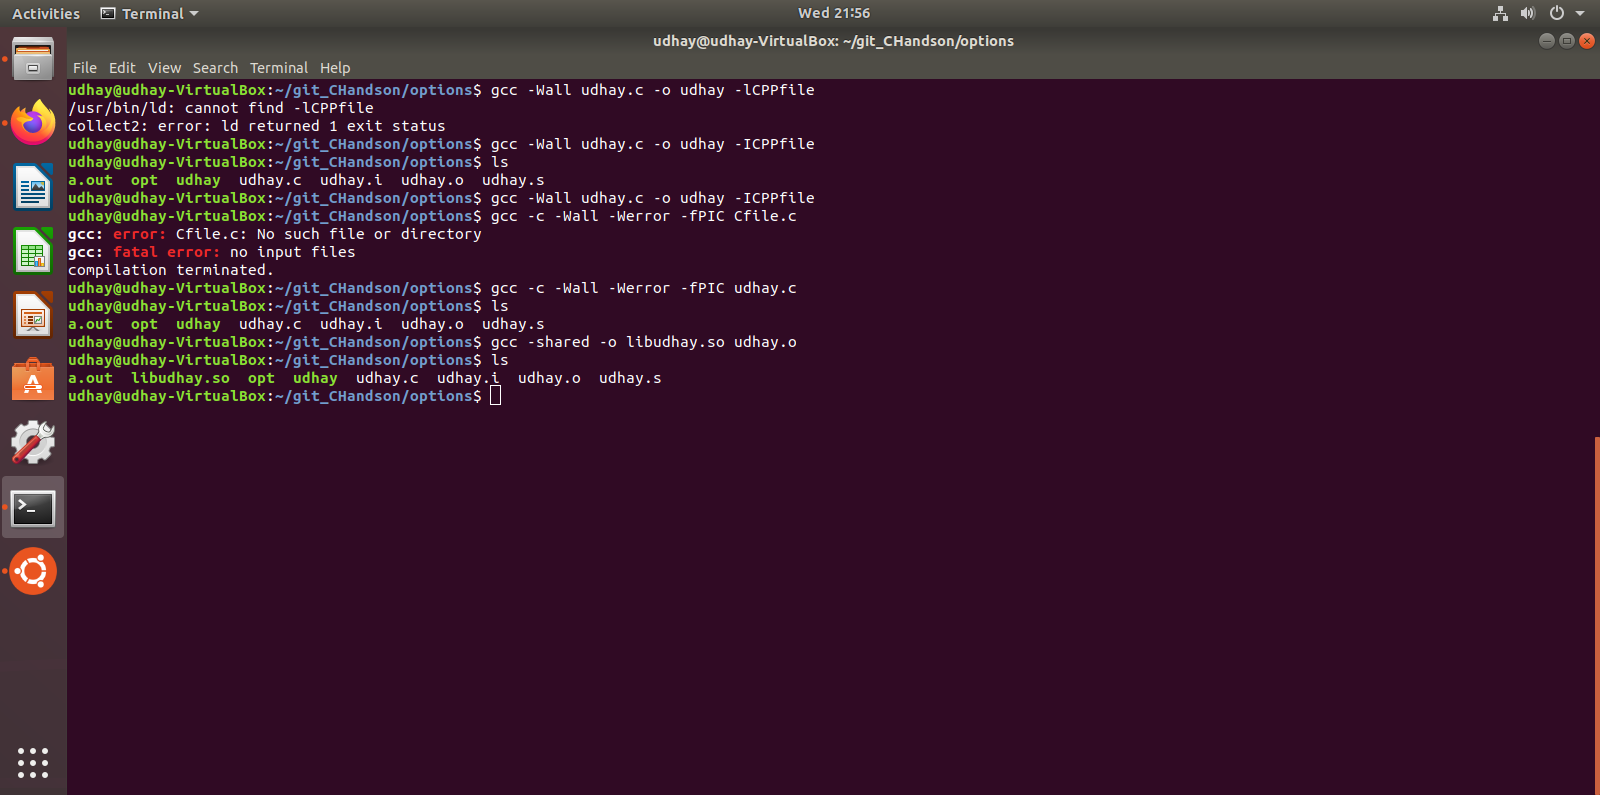 Activities Terminal Wed 21:56
udhay@udhay-VirtualBox: ~/git_CHandson/options
File Edit View Search Terminal Help
udhay@udhay-VirtualBox:~/git_CHandson/options$ gcc -Wall udhay.c -o udhay -lCPPfile
/usr/bin/ld: cannot find -lCPPfile
collect2: error: ld returned 1 exit status
udhay@udhay-VirtualBox:~/git_CHandson/options$ gcc -Wall udhay.c -o udhay -ICPPfile
udhay@udhay-VirtualBox:~/git_CHandson/options$ ls
a.out opt udhay udhay.c udhay.i udhay.o udhay.s
udhay@udhay-VirtualBox:~/git_CHandson/options$ gcc -Wall udhay.c -o udhay -ICPPfile
udhay@udhay-VirtualBox:~/git_CHandson/options$ gcc -c -Wall -Werror -fPIC Cfile.c
gcc: error: Cfile.c: No such file or directory
gcc: fatal error: no input files
compilation terminated.
udhay@udhay-VirtualBox:~/git_CHandson/options$ gcc -c -Wall -Werror -fPIC udhay.c
udhay@udhay-VirtualBox:~/git_CHandson/options$ ls
a.out opt udhay udhay.c udhay.i udhay.o udhay.s
udhay@udhay-VirtualBox:~/git_CHandson/options$ gcc -shared -o libudhay.so udhay.o
udhay@udhay-VirtualBox:~/git_CHandson/options$ ls
a.out libudhay.so opt udhay udhay.c udhay.i udhay.o udhay.s
udhay@udhay-VirtualBox:~/git_CHandson/options$